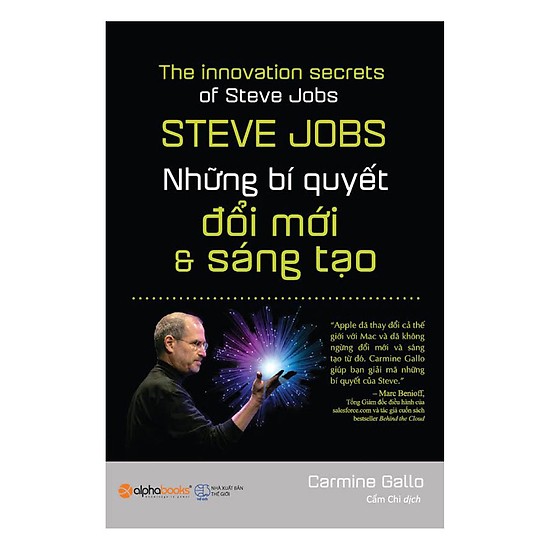 The innovation secrets
of Steve Jobs
STEVE JOBS
Những bí quyết
đổi mới
& sáng tạo
“Apple đã thay đổi cả thế
giới với Mac và đã không
ngừng đổi mới và sáng
tạo từ đó. Carmine Gallo
giúp bạn giải mã những
bí quyết của Steve.”
– Marc Benioff,
Tổng Giám đốc điều hành của
salesforce.com và tác giả cuốn sách
bestseller Behind the Cloud
Carmine Gallo
Cẩm Chi dịch
alphabooks
knowledge is power
NHÀ XUẤT BẢN
THẾ GIỚI